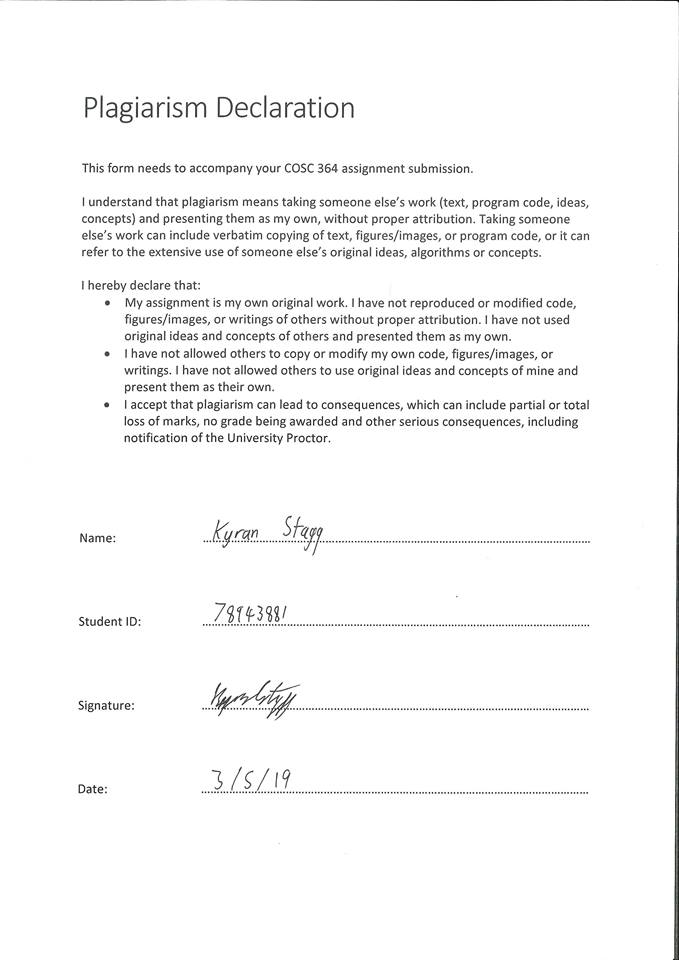 Plagiarism Declaration
This form needs to accompany your COSC 364 assignment submission.
I understand that plagiarism means taking someone else's work (text, program code, ideas,
concepts) and presenting them as my own, without proper attribution. Taking someone
else's work can include verbatim copying of text, figures/images, or program code, or it can
refer to the extensive use of someone else's original ideas, algorithms or concepts.
I hereby declare that:
• My assignment is my own original work. I have not reproduced or modified code,
figures/images, or writings of others without proper attribution. I have not used
original ideas and concepts of others and presented them as my own.
• I have not allowed others to copy or modify my own code, figures/images, or
writings. I have not allowed others to use original ideas and concepts of mine and
present them as their own.
• I accept that plagiarism can lead to consequences, which can include partial or total
loss of marks, no grade being awarded and other serious consequences, including
notification of the University Proctor.
Name: Kyran Stagg
Student ID: 78943881
Signature:
Date: 3/5/19